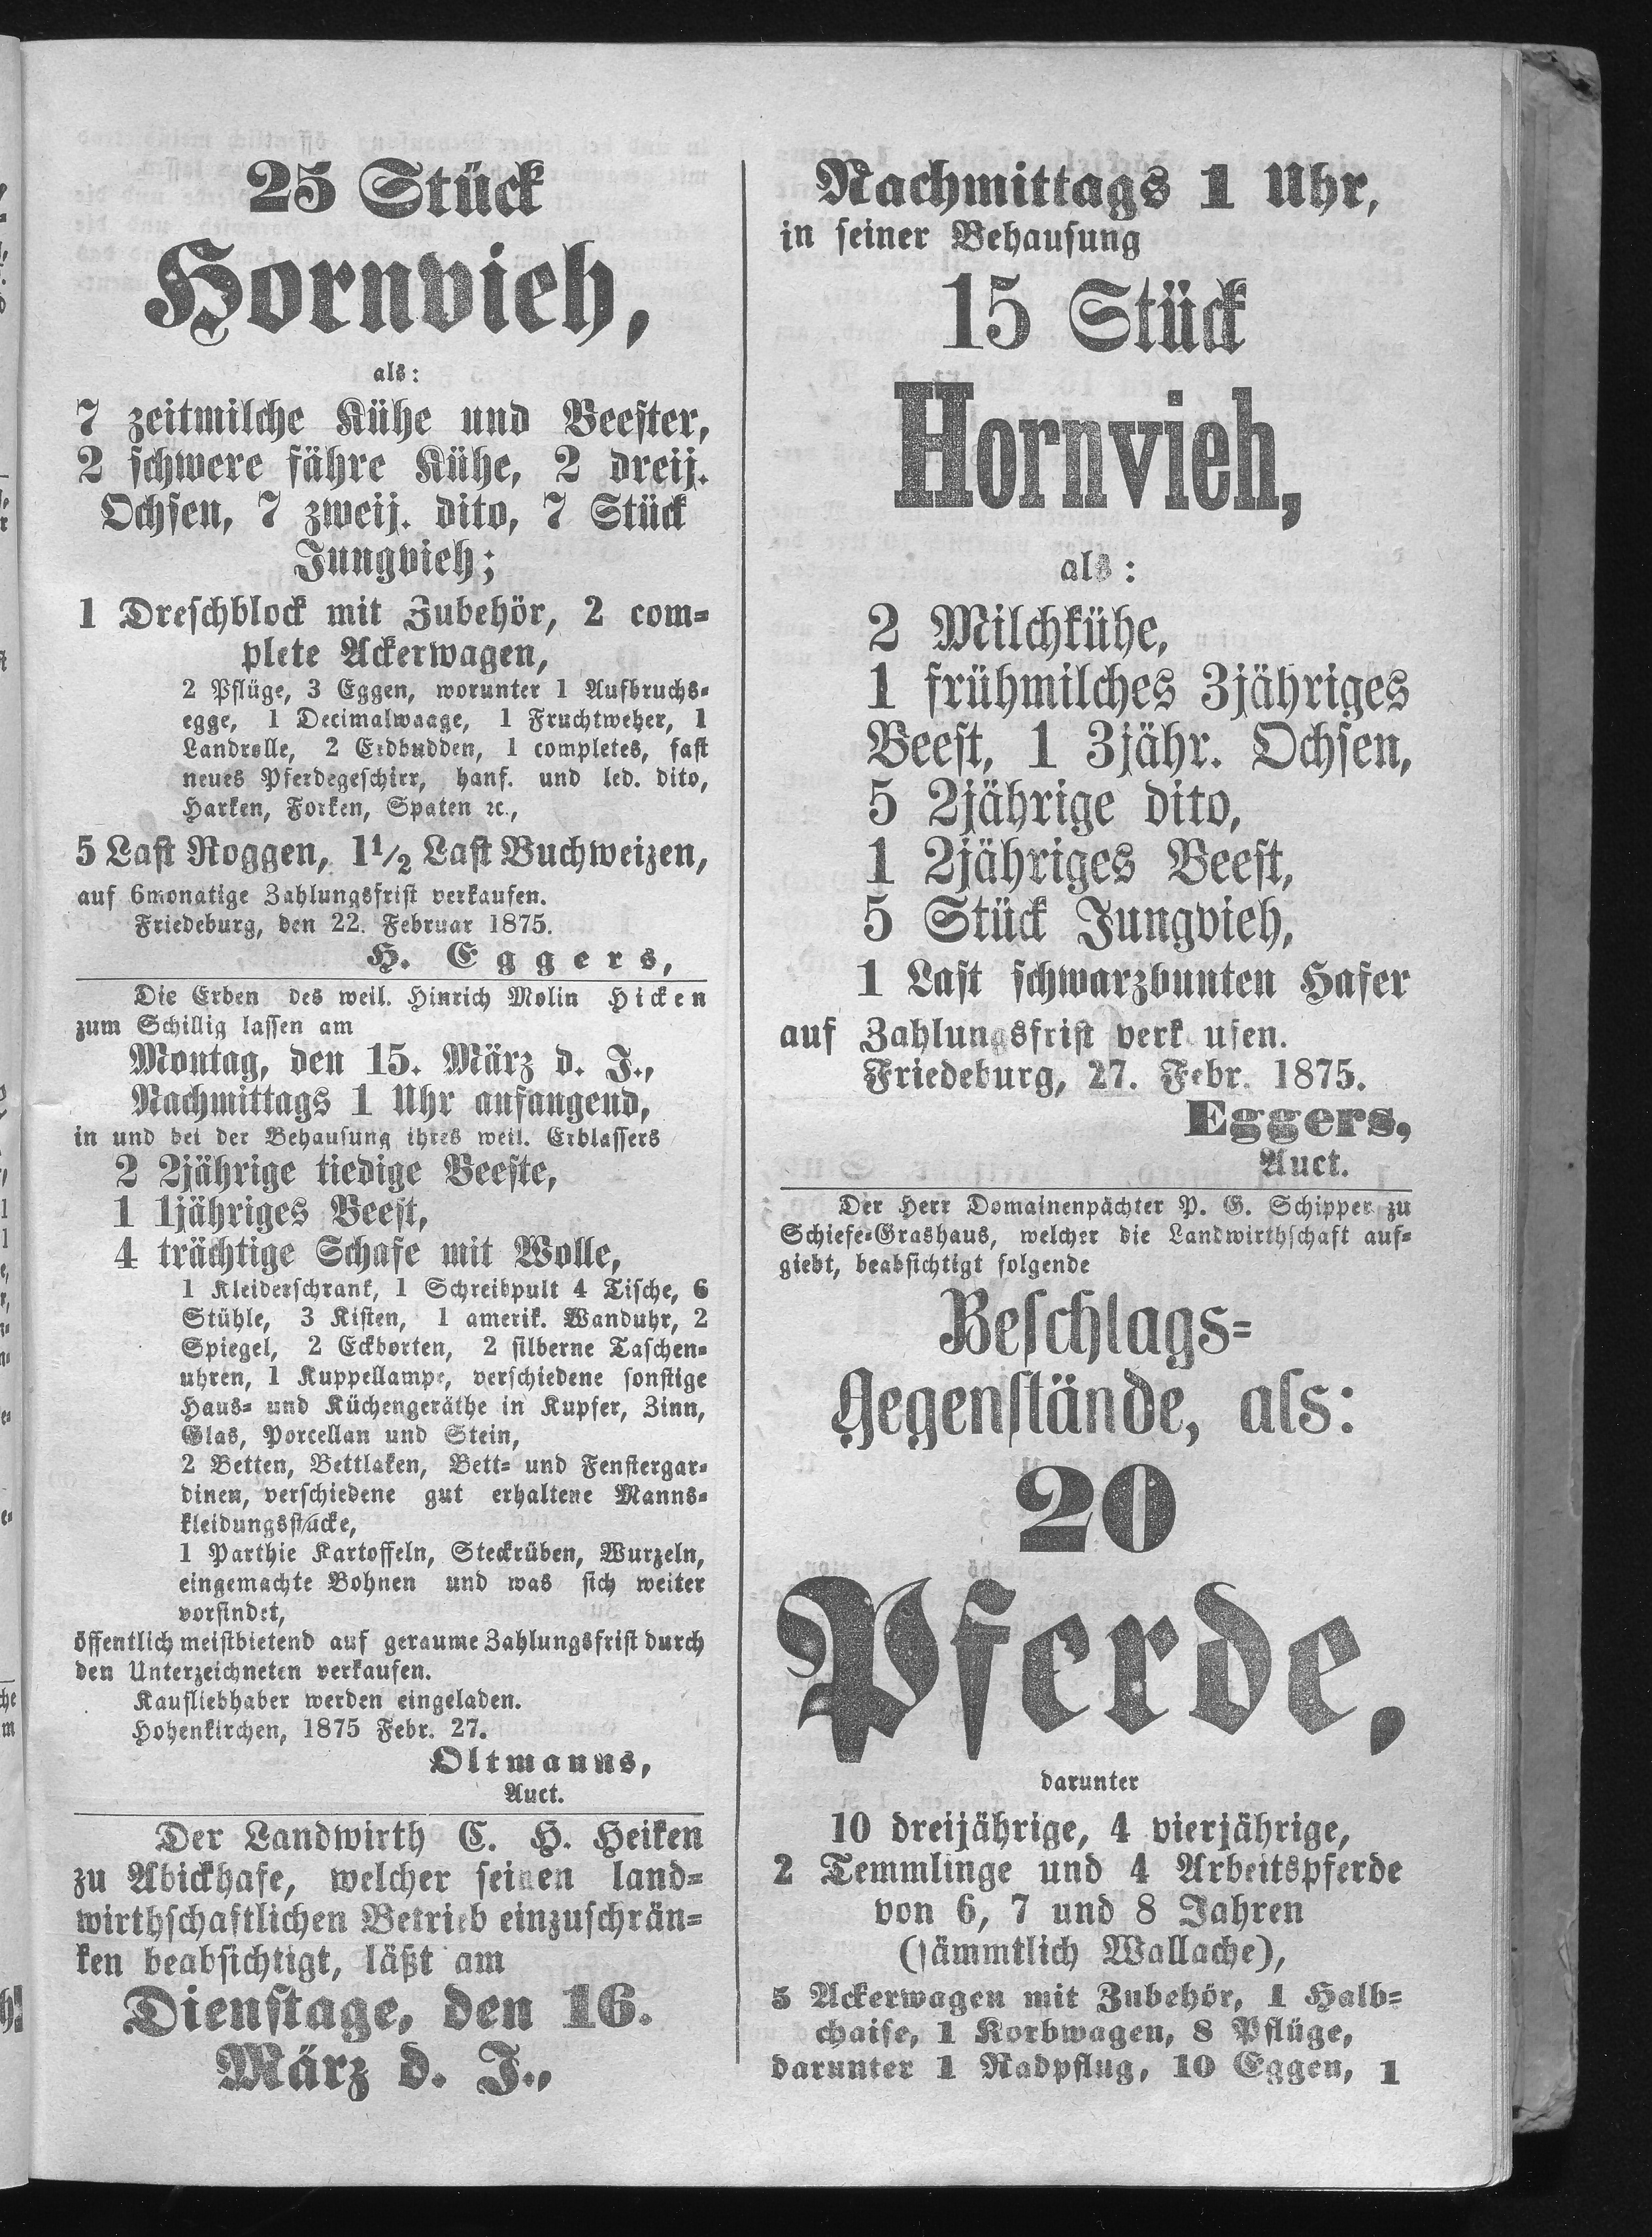 25 Stück
Hornvieh,
als:
7 zeitmilche Kühe und Beester,
2 schwere fähre Kühe, 2 dreij.
Ochsen, 7 zweij. dito, 7 Stück
Jungvieh;
1 Dreschblock mit Zubehör, 2 com=
plete Ackerwagen,
2 Pflüge, 3 Eggen, worunter 1 Aufbruchs=
egge, 1 Decimalwaage, 1 Fruchtweher, 1
Landrolle, 2 Erdbudden, 1 completes, fast
neues Pferdegeschirr, hanf. und led. dito,
Harken, Forken, Spaten ꝛc.,
5 Last Roggen, 1½ Last Buchweizen,
auf 6monatige Zahlungsfrist verkaufen.
Friedeburg, den 22. Februar 1875.
H. Eggers,
Die Erben des weil. Hinrich Molin Hicken
zum Schillig lassen am
Montag, den 15. März d. J.,
Nachmittags 1 Uhr anfangend,
in und bei der Behausung ihres weil. Erblassers
2 2jährige tiedige Beeste,
1 1jähriges Beest,
4 trächtige Schafe mit Wolle,
1 Kleiderschrank, 1 Schreibpult 4 Tische, 6
Stühle, 3 Kisten, 1 amerik. Wanduhr, 2
Spiegel, 2 Eckborten, 2 silberne Taschen=
uhren, 1 Kuppellampe, verschiedene sonstige
Haus= und Küchengeräthe in Kupfer, Zinn,
Glas, Porcellan und Stein,
2 Betten, Bettlaken, Bett= und Fenstergar=
dinen, verschiedene gut erhaltene Manns=
kleidungsstücke,
1 Parthie Kartoffeln, Steckrüben, Wurzeln,
eingemachte Bohnen und was sich weiter
vorfindet,
öffentlich meistbietend auf geraume Zahlungsfrist durch
den Unterzeichneten verkaufen.
Kaufliebhaber werden eingeladen.
Hohenkirchen, 1875 Febr. 27.
Oltmanns,
Auct.
Der Landwirth C. H. Heiken
zu Abickhafe, welcher seinen land=
wirthschaftlichen Betrieb einzuschrän=
ken beabsichtigt, läßt am
Dienstage, den 16.
März d. J.,
Nachmittags 1 Uhr,
in seiner Behausung
15 Stück
Hornvieh,
als:
2 Milchkühe,
1 frühmilches 3jähriges
Beest, 1 3jähr. Ochsen,
5 2jährige dito,
1 2jähriges Beest,
5 Stück Jungvieh,
1 Last schwarzbunten Hafer
auf Zahlungsfrist verk ufen.
Friedeburg, 27. Febr. 1875.
Eggers,
Auct.
Der Herr Domainenpächter P. G. Schipper zu
Schiefe=Grashaus, welcher die Landwirthschaft auf=
giebt, beabsichtigt folgende
Beschlags=
gegenstände, als:
20
Pferde,
darunter
10 dreijährige, 4 vierjährige,
2 Temmlinge und 4 Arbeitspferde
von 6, 7 und 8 Jahren
(sämmtlich Wallache),
5 Ackerwagen mit Zubehör, 1 Halb=
chaise, 1 Korbwagen, 8 Pflüge,
darunter 1 Radpflug, 10 Eggen, 1